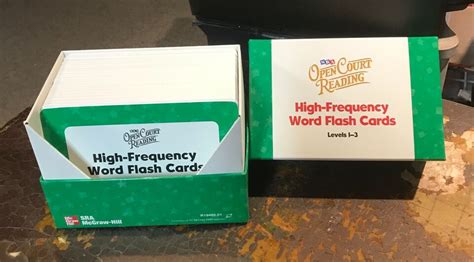 SRA
OPEN COURT
READING
High-Frequency
Word Flash Cards
SRA
McGraw-Hill
SRA
OPEN COURT
READING
High-Frequency
Word Flash Cards
Levels 1–3